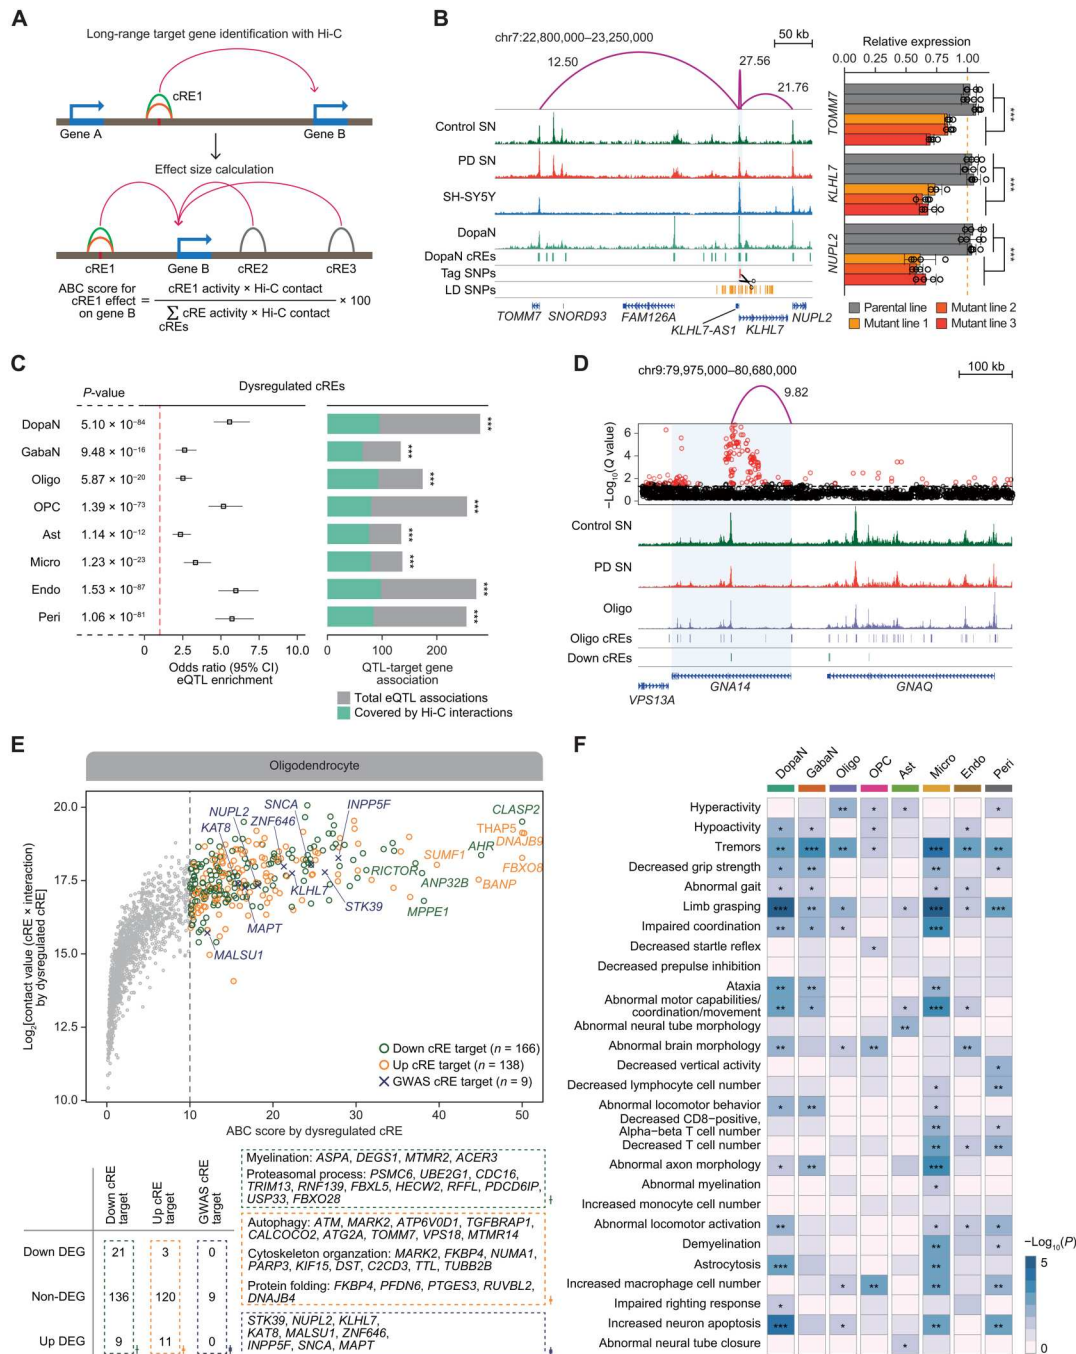 A
Long-range target gene identification with Hi-C
cRE1
Gene A
Gene B
Effect size calculation
cRE1
Gene B
cRE2
cRE3
ABC score for cRE1 effect on gene B = cRE1 activity × Hi-C contact / ∑ cREs cRE activity × Hi-C contact × 100
B
chr7:22,800,000–23,250,000
50 kb
12.50
27.56
21.76
Control SN
PD SN
SH-SY5Y
DopaN
DopaN cREs
Tag SNPs
LD SNPs
TOMM7
SNORD93
FAM126A
KLHL7-AS1
KLHL7
NUPL2
Relative expression
0.00 0.25 0.50 0.75 1.00
TOMM7
***
KLHL7
***
NUPL2
***
Parental line
Mutant line 1
Mutant line 2
Mutant line 3
C
Dysregulated cREs
P-value
DopaN 5.10 × 10−84 ***
GabaN 9.48 × 10−16 ***
Oligo 5.87 × 10−20 ***
OPC 1.39 × 10−73 ***
Ast 1.14 × 10−12 ***
Micro 1.23 × 10−23 ***
Endo 1.53 × 10−87 ***
Peri 1.06 × 10−81 ***
0 2.5 5.0 7.5 10.0
Odds ratio (95% CI)
eQTL enrichment
0 100 200
QTL-target gene
association
Total eQTL associations
Covered by Hi-C interactions
D
chr9:79,975,000–80,680,000
100 kb
9.82
−Log10(Q value)
6
4
2
0
Control SN
PD SN
Oligo
Oligo cREs
Down cREs
VPS13A
GNA14
GNAQ
E
Oligodendrocyte
Log2[contact value (cRE × interaction) by dysregulated cRE]
20.0
17.5
15.0
12.5
10.0
SNCA
INPP5F
NUPL2
ZNF646
KAT8
CLASP2
THAP5
DNAJB9
AHR
SUMF1
FBXO8
RICTOR
ANP32B
BANP
KLHL7
STK39
MPPE1
MAPT
MALSU1
Down cRE target (n = 166)
Up cRE target (n = 138)
GWAS cRE target (n = 9)
0 10 20 30 40 50
ABC score by dysregulated cRE
Down cRE target
Up cRE target
GWAS cRE target
Down DEG 21 3 0
Non-DEG 136 120 9
Up DEG 9 11 0
Myelination: ASPA, DEGS1, MTMR2, ACER3
Proteasomal process: PSMC6, UBE2G1, CDC16,
TRIM13, RNF139, FBXL5, HECW2, RFFL, PDCD6IP,
USP33, FBXO28
Autophagy: ATM, MARK2, ATP6V0D1, TGFBRAP1,
CALCOCO2, ATG2A, TOMM7, VPS18, MTMR14
Cytoskeleton organzation: MARK2, FKBP4, NUMA1,
PARP3, KIF15, DST, C2CD3, TTL, TUBB2B
Protein folding: FKBP4, PFDN6, PTGES3, RUVBL2,
DNAJB4
STK39, NUPL2, KLHL7,
KAT8, MALSU1, ZNF646,
INPP5F, SNCA, MAPT
F
DopaN GabaN Oligo OPC Ast Micro Endo Peri
Hyperactivity ** * * *
Hypoactivity * * * *
Tremors ** *** ** * *** ** **
Decreased grip strength * ** ** *
Abnormal gait * * * *
Limb grasping *** ** * * *** * ***
Impaired coordination ** * * ***
Decreased startle reflex *
Decreased prepulse inhibition
Ataxia ** ** **
Abnormal motor capabilities/
coordination/movement ** * * *** *
Abnormal neural tube morphology **
Abnormal brain morphology ** * ** **
Decreased vertical activity *
Decreased lymphocyte cell number * **
Abnormal locomotor behavior * ** *
Decreased CD8−positive,
Alpha−beta T cell number ** *
Decreased T cell number ** * **
Abnormal axon morphology * ** ***
Abnormal myelination *
Increased monocyte cell number
Abnormal locomotor activation ** * * *
Demyelination ** *
Astrocytosis *** **
Increased macrophage cell number * ** ** **
Impaired righting response *
Increased neuron apoptosis *** * ** **
Abnormal neural tube closure *
−Log10(P)
5
0